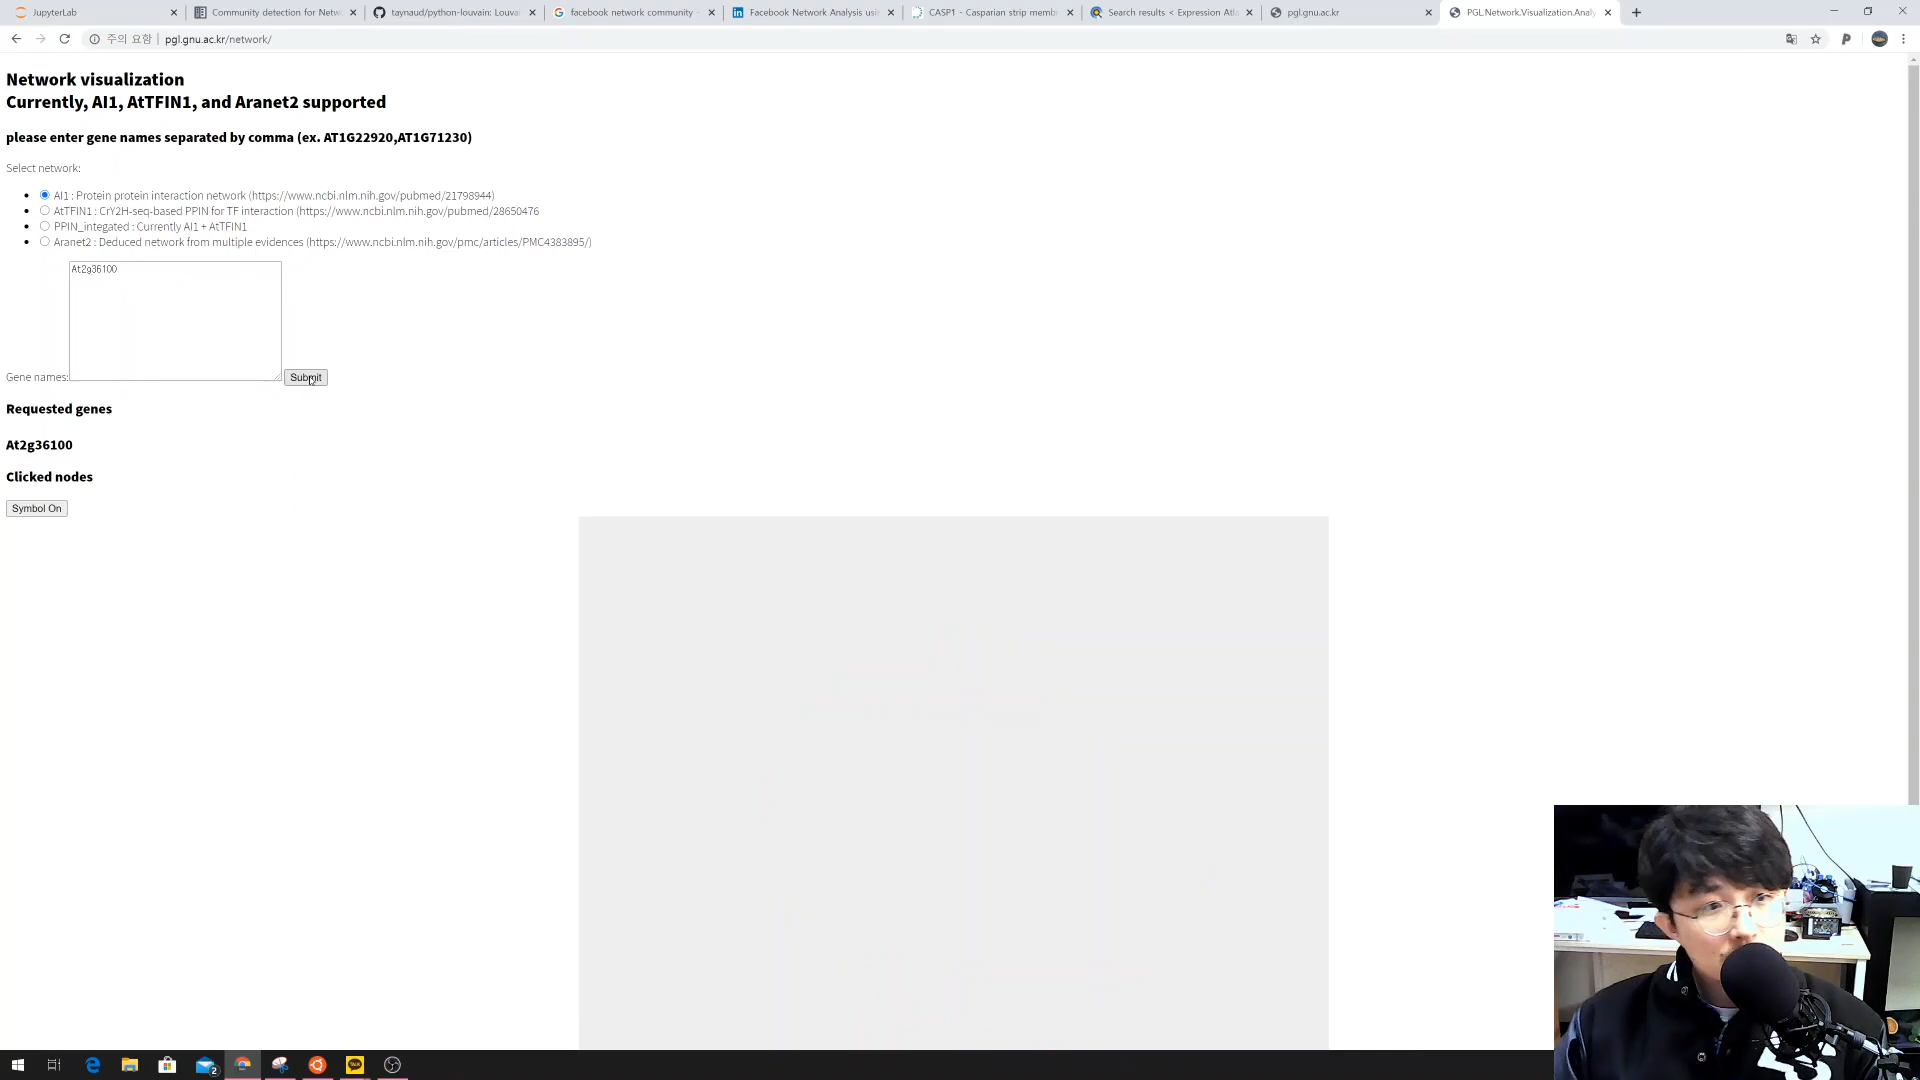 JupyterLab
Community detection for Netw
taynaud/python-louvain: Louvai
facebook network community -
Facebook Network Analysis usin
CASP1 - Casparian strip memb
Search results < Expression Atla
pgl.gnu.ac.kr
PGL.Network.Visualization.Analy
주의 요함
pgl.gnu.ac.kr/network/
Network visualization
Currently, AI1, AtTFIN1, and Aranet2 supported
please enter gene names separated by comma (ex. AT1G22920,AT1G71230)
Select network:
AI1 : Protein protein interaction network (https://www.ncbi.nlm.nih.gov/pubmed/21798944)
AtTFIN1 : CrY2H-seq-based PPIN for TF interaction (https://www.ncbi.nlm.nih.gov/pubmed/28650476
PPIN_integated : Currently AI1 + AtTFIN1
Aranet2 : Deduced network from multiple evidences (https://www.ncbi.nlm.nih.gov/pmc/articles/PMC4383895/)
At2g36100
Gene names:
Submit
Requested genes
At2g36100
Clicked nodes
Symbol On